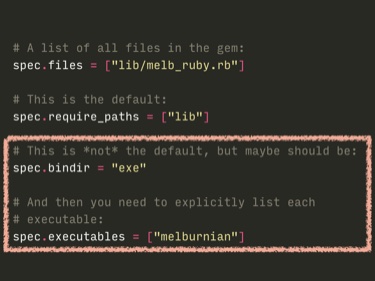 # A list of all files in the gem:
spec.files = ["lib/melb_ruby.rb"]
# This is the default:
spec.require_paths = ["lib"]
# This is *not* the default, but maybe should be:
spec.bindir = "exe"
# And then you need to explicitly list each
# executable:
spec.executables = ["melburnian"]